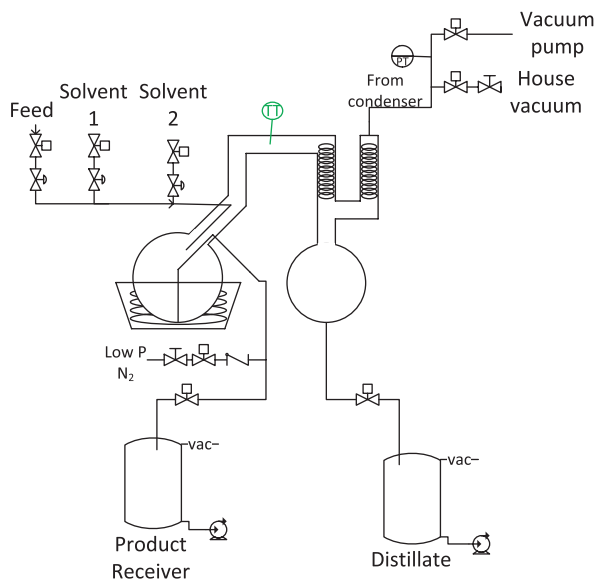 Vacuum
pump
PT
From
condenser
House
vacuum
Feed
Solvent
1
Solvent
2
TT
Low P
N₂
vac
vac
Product
Receiver
Distillate